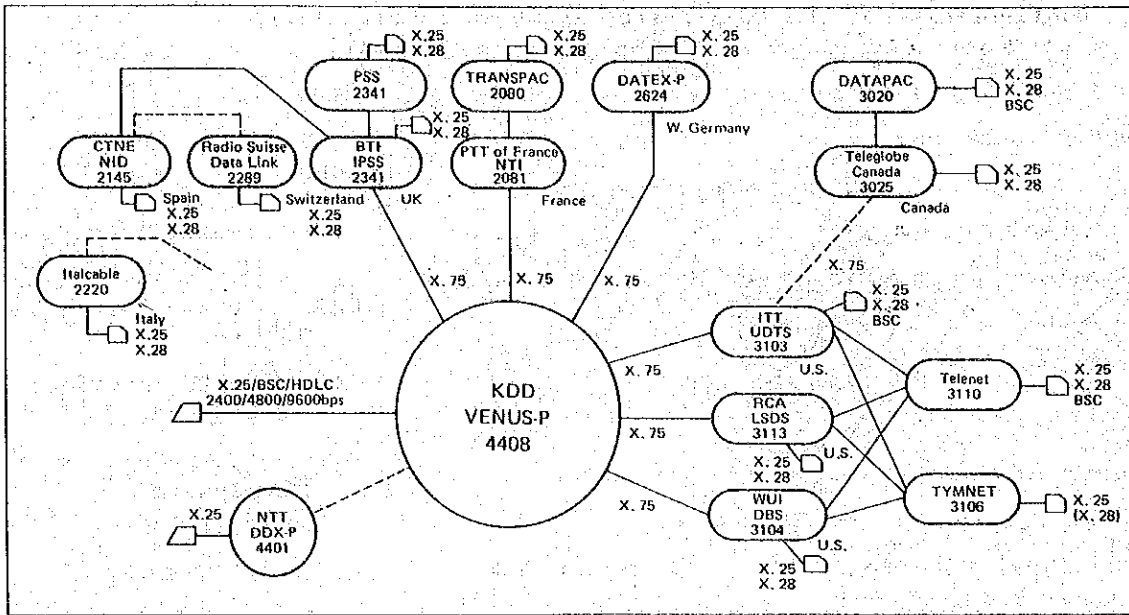 X.25
X.28
PSS
2341
X.25
X.28
TRANSPAC
2080
X.25
X.28
DATEX-P
2624
W. Germany
DATAPAC
3020
X. 25
X. 28
BSC
CTNE
NID
2145
Spain
X.25
X.28
Radio Suisse
Data Link
2289
Switzerland
X.25
X.28
X. 25
X. 28
BTI
IPSS
2341
UK
PTT of France
NTI
2081
France
Teleglobe
Canada
3025
Canada
X. 25
X. 28
Italcable
2220
Italy
X.25
X.28
X. 75
X. 75
X. 75
X. 75
ITT
UDTS
3103
U.S.
X. 25
X. 28
BSC
X. 75
KDD
VENUS-P
4408
X.25/BSC/HDLC
2400/4800/9600bps
Telenet
3110
X. 25
X. 28
BSC
X. 75
RCA
LSDS
3113
U.S.
X. 25
X. 28
TYMNET
3106
X. 25
(X. 28)
X. 75
WUI
DBS
3104
U.S.
X. 25
X. 28
X.25
NTT
DDX-P
4401